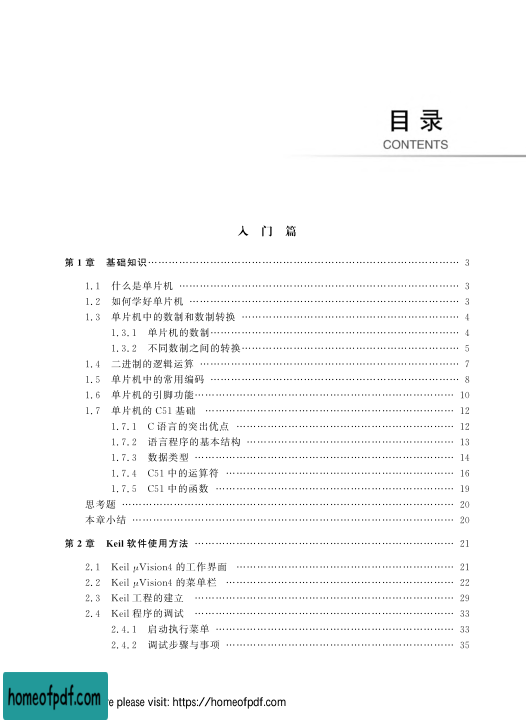 目 录
CONTENTS
入 门 篇
第 1 章 基础知识 …… 3
1.1 什么是单片机 …… 3
1.2 如何学好单片机 …… 3
1.3 单片机中的数制和数制转换 …… 4
1.3.1 单片机的数制 …… 4
1.3.2 不同数制之间的转换 …… 5
1.4 二进制的逻辑运算 …… 7
1.5 单片机中的常用编码 …… 8
1.6 单片机的引脚功能 …… 10
1.7 单片机的 C51 基础 …… 12
1.7.1 C 语言的突出优点 …… 12
1.7.2 语言程序的基本结构 …… 13
1.7.3 数据类型 …… 14
1.7.4 C51 中的运算符 …… 16
1.7.5 C51 中的函数 …… 19
思考题 …… 20
本章小结 …… 20
第 2 章 Keil 软件使用方法 …… 21
2.1 Keil μVision4 的工作界面 …… 21
2.2 Keil μVision4 的菜单栏 …… 22
2.3 Keil 工程的建立 …… 29
2.4 Keil 程序的调试 …… 33
2.4.1 启动执行菜单 …… 33
2.4.2 调试步骤与事项 …… 35
homeofpdf.com please visit: https://homeofpdf.com